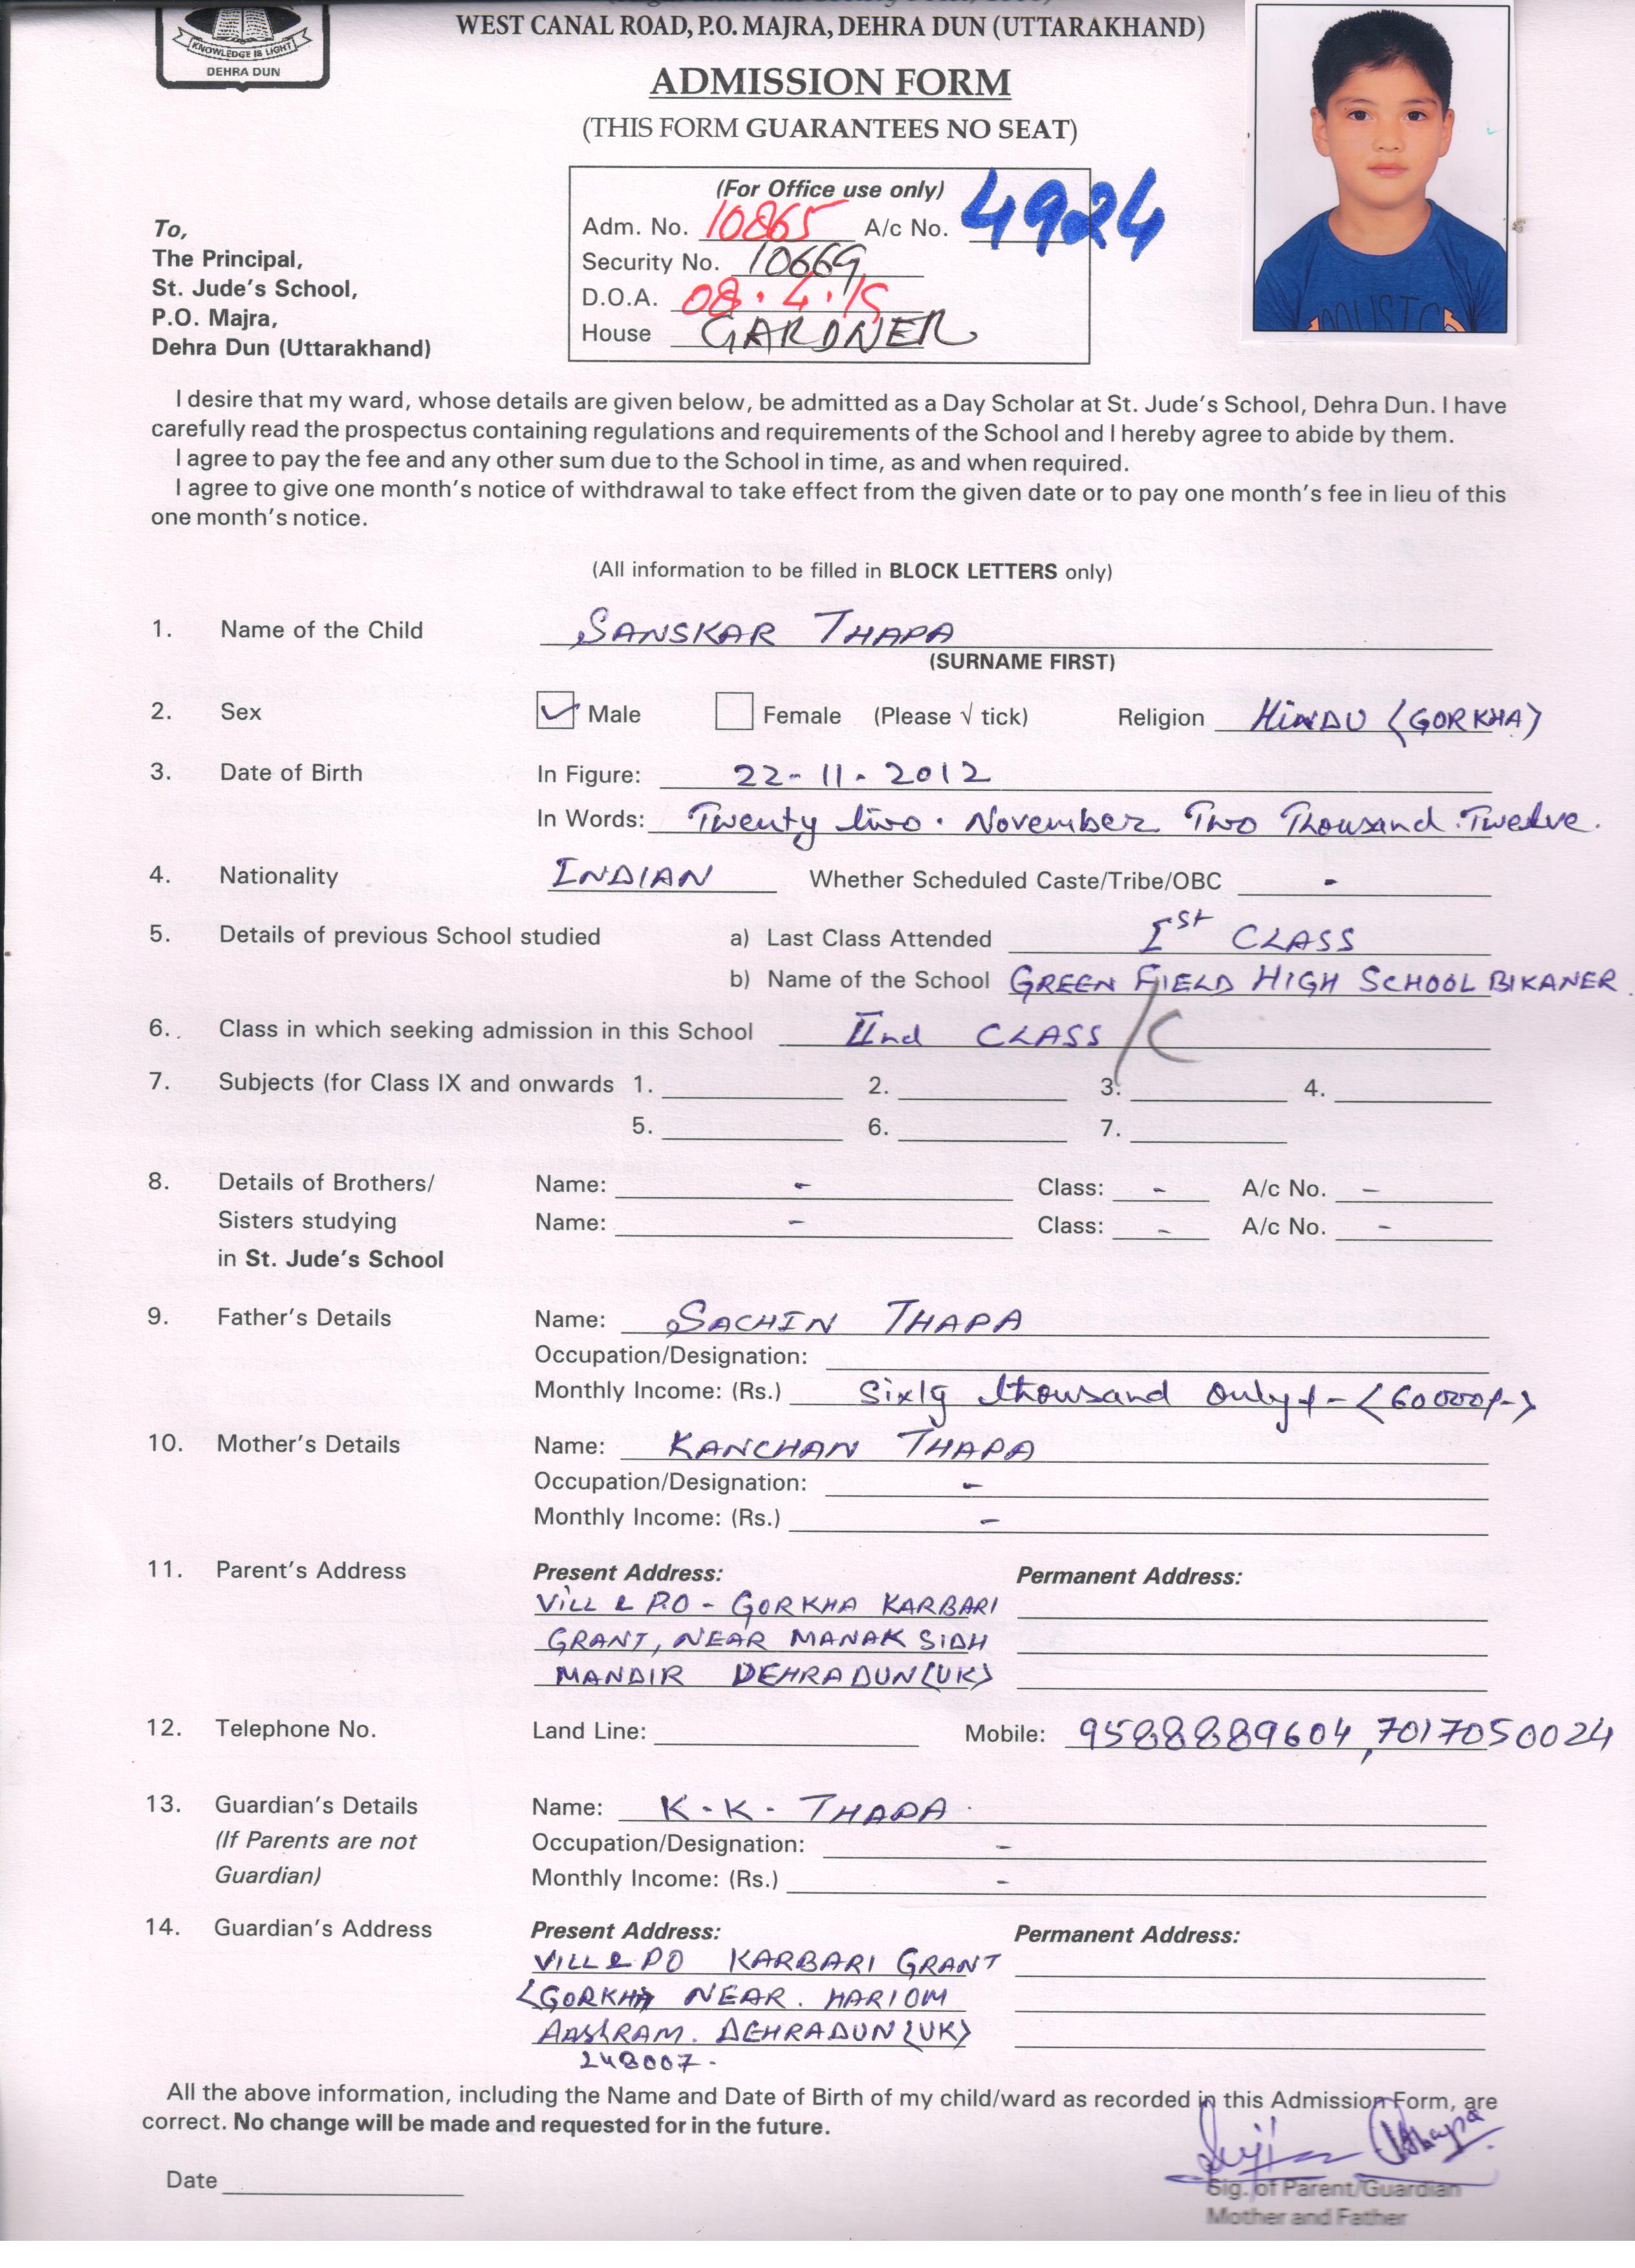 KNOWLEDGE IS LIGHT
DEHRA DUN
WEST CANAL ROAD, P.O. MAJRA, DEHRA DUN (UTTARAKHAND)
ADMISSION FORM
(THIS FORM GUARANTEES NO SEAT)
(For Office use only)
Adm. No. 10865 A/c No. 4924
Security No. 10669
D.O.A. 08.4.15
House GARDNER
To,
The Principal,
St. Jude's School,
P.O. Majra,
Dehra Dun (Uttarakhand)
I desire that my ward, whose details are given below, be admitted as a Day Scholar at St. Jude's School, Dehra Dun. I have
carefully read the prospectus containing regulations and requirements of the School and I hereby agree to abide by them.
I agree to pay the fee and any other sum due to the School in time, as and when required.
I agree to give one month's notice of withdrawal to take effect from the given date or to pay one month's fee in lieu of this
one month's notice.
(All information to be filled in BLOCK LETTERS only)
1. Name of the Child SANSKAR THAPA
(SURNAME FIRST)
2. Sex Male Female (Please √ tick) Religion HINDU (GORKHA)
3. Date of Birth In Figure: 22-11-2012
In Words: Twenty two. November Two Thousand Twelve.
4. Nationality INDIAN Whether Scheduled Caste/Tribe/OBC -
5. Details of previous School studied a) Last Class Attended Ist CLASS
b) Name of the School GREEN FIELD HIGH SCHOOL BIKANER.
6. Class in which seeking admission in this School IInd CLASS /C
7. Subjects (for Class IX and onwards 1. 2. 3. 4.
5. 6. 7.
8. Details of Brothers/ Name: - Class: - A/c No. -
Sisters studying Name: - Class: - A/c No. -
in St. Jude's School
9. Father's Details Name: SACHIN THAPA
Occupation/Designation:
Monthly Income: (Rs.) Sixty thousand only/- (60000/-)
10. Mother's Details Name: KANCHAN THAPA
Occupation/Designation: -
Monthly Income: (Rs.) -
11. Parent's Address Present Address: Permanent Address:
VILL & P.O - GORKHA KARBARI
GRANT, NEAR MANAK SIDH
MANDIR DEHRADUN (UK)
12. Telephone No. Land Line: Mobile: 9588889604, 7017050024
13. Guardian's Details Name: K.K. THAPA
(If Parents are not Occupation/Designation: -
Guardian) Monthly Income: (Rs.) -
14. Guardian's Address Present Address: Permanent Address:
VILL & PO KARBARI GRANT
(GORKHA NEAR. HARIOM
AASHRAM. DEHRADUN (UK)
248007.
All the above information, including the Name and Date of Birth of my child/ward as recorded in this Admission Form, are
correct. No change will be made and requested for in the future.
Thapa
Date
Sig. of Parent/Guardian
Mother and Father